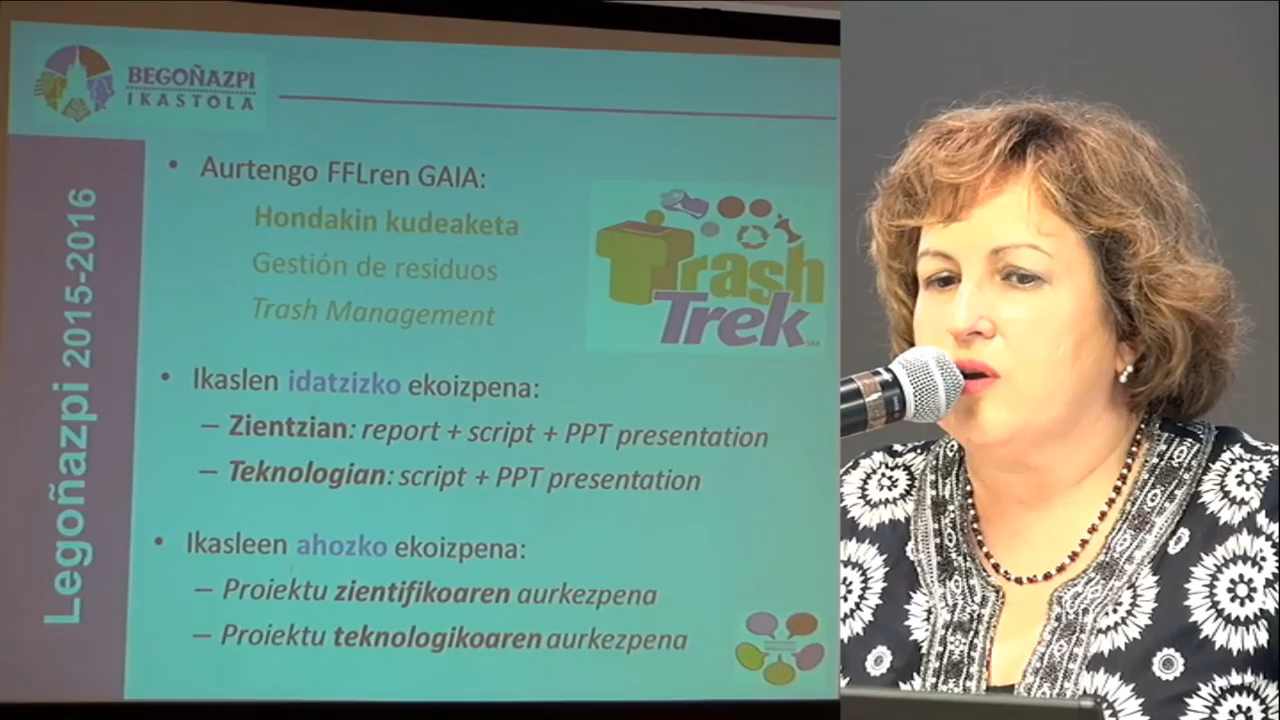 BEGOÑAZPI
IKASTOLA
Legoñazpi 2015-2016
• Aurtengo FFLren GAIA:
Hondakin kudeaketa
Gestión de residuos
Trash Management
Trash
Trek SM
• Ikaslen idatzizko ekoizpena:
– Zientzian: report + script + PPT presentation
– Teknologian: script + PPT presentation
• Ikasleen ahozko ekoizpena:
– Proiektu zientifikoaren aurkezpena
– Proiektu teknologikoaren aurkezpena